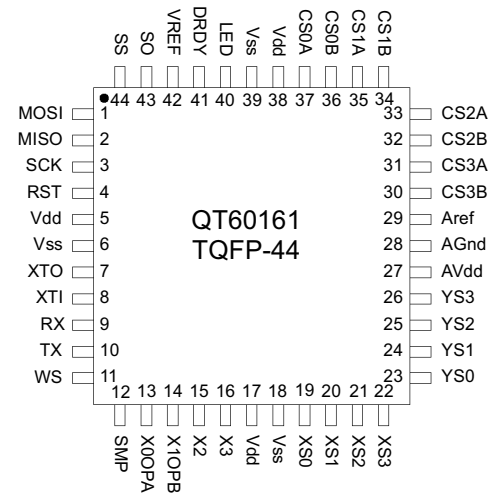 SS SO VREF DRDY LED Vss Vdd CS0A CS0B CS1A CS1B
44 43 42 41 40 39 38 37 36 35 34
MOSI 1 33 CS2A
MISO 2 32 CS2B
SCK 3 31 CS3A
RST 4 30 CS3B
Vdd 5 29 Aref
Vss 6 28 AGnd
XTO 7 27 AVdd
XTI 8 26 YS3
RX 9 25 YS2
TX 10 24 YS1
WS 11 23 YS0
QT60161
TQFP-44
12 13 14 15 16 17 18 19 20 21 22
SMP X0OPA X1OPB X2 X3 Vdd Vss XS0 XS1 XS2 XS3